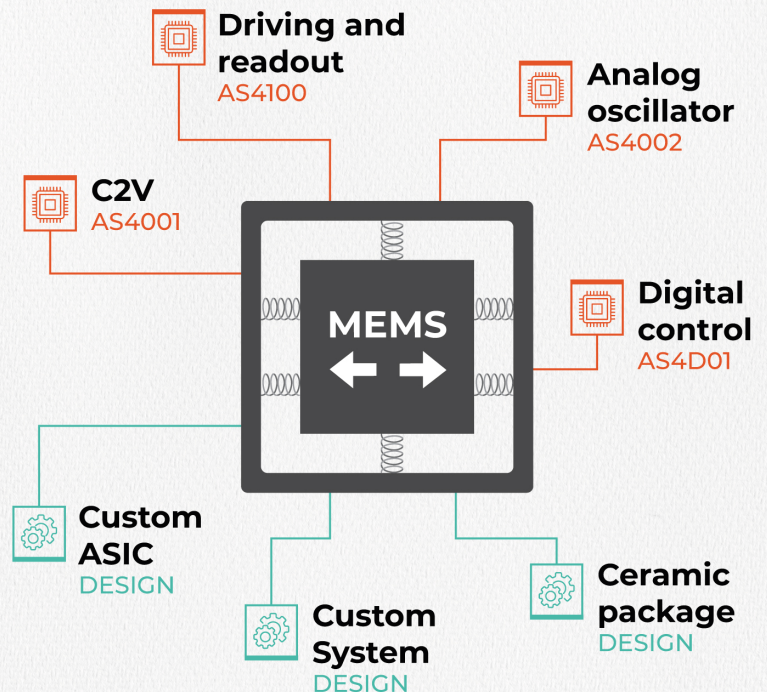 Driving and
readout
AS4100
Analog
oscillator
AS4002
C2V
AS4001
MEMS
Digital
control
AS4D01
Custom
ASIC
DESIGN
Custom
System
DESIGN
Ceramic
package
DESIGN